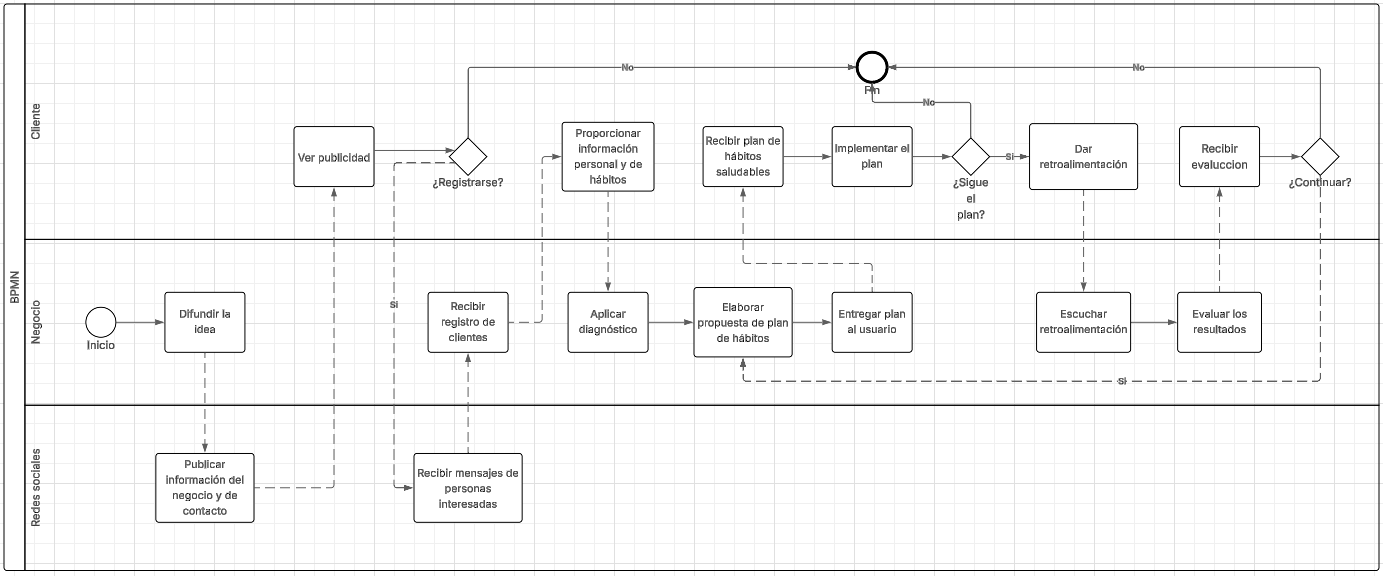 BPMN
Cliente
No
Fin
No
No
Ver publicidad
¿Registrarse?
Proporcionar
información
personal y de
hábitos
Recibir plan de
hábitos
saludables
Implementar el
plan
¿Sigue
el
plan?
Si
Dar
retroalimentación
Recibir
evaluccion
¿Continuar?
Negocio
Inicio
Difundir la
idea
Si
Recibir
registro de
clientes
Aplicar
diagnóstico
Elaborar
propuesta de plan
de hábitos
Entregar plan
al usuario
Escuchar
retroalimentación
Evaluar los
resultados
Si
Redes sociales
Publicar
información del
negocio y de
contacto
Recibir mensajes de
personas
interesadas